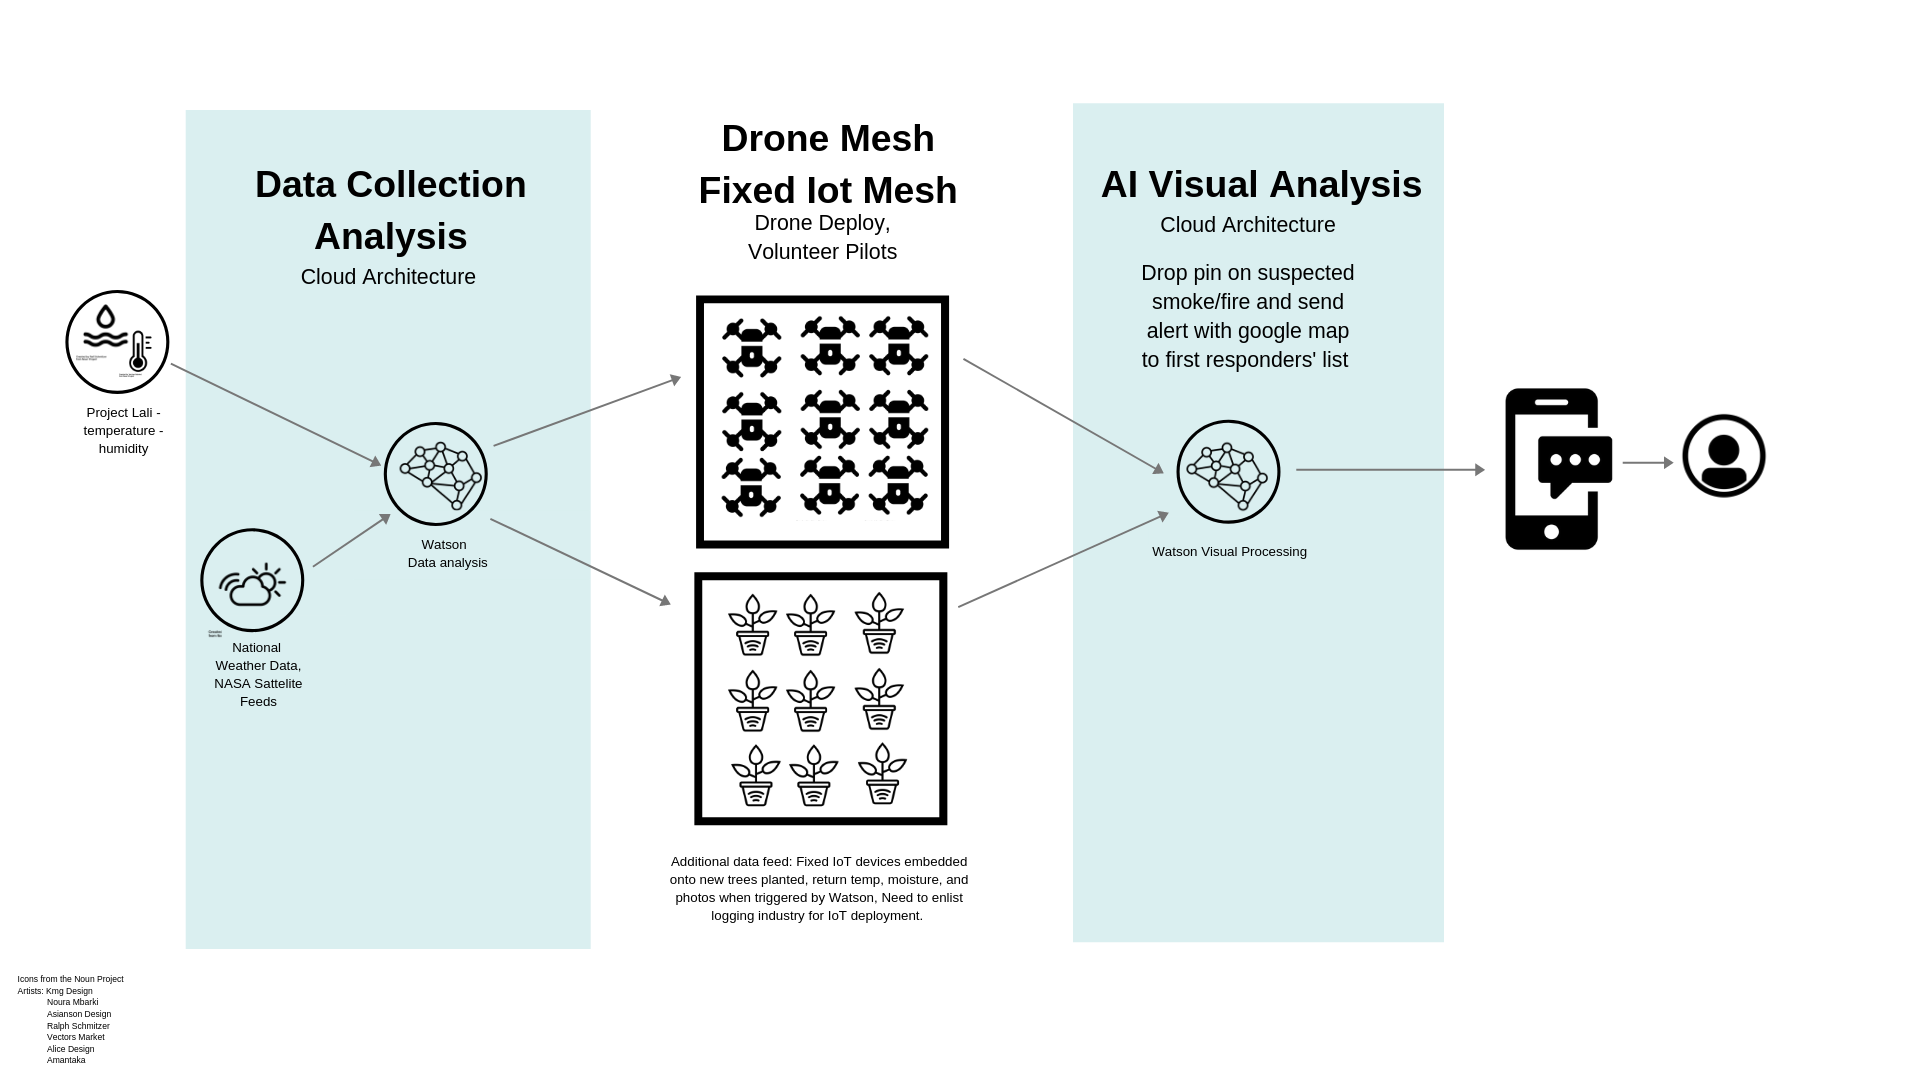 Data Collection
Analysis
Cloud Architecture
Project Lali -
temperature -
humidity
Watson
Data analysis
National
Weather Data,
NASA Sattelite
Feeds
Drone Mesh
Fixed Iot Mesh
Drone Deploy,
Volunteer Pilots
Additional data feed: Fixed IoT devices embedded
onto new trees planted, return temp, moisture, and
photos when triggered by Watson, Need to enlist
logging industry for IoT deployment.
AI Visual Analysis
Cloud Architecture
Drop pin on suspected
smoke/fire and send
alert with google map
to first responders' list
Watson Visual Processing
Icons from the Noun Project
Artists: Kmg Design
Noura Mbarki
Asianson Design
Ralph Schmitzer
Vectors Market
Alice Design
Amantaka